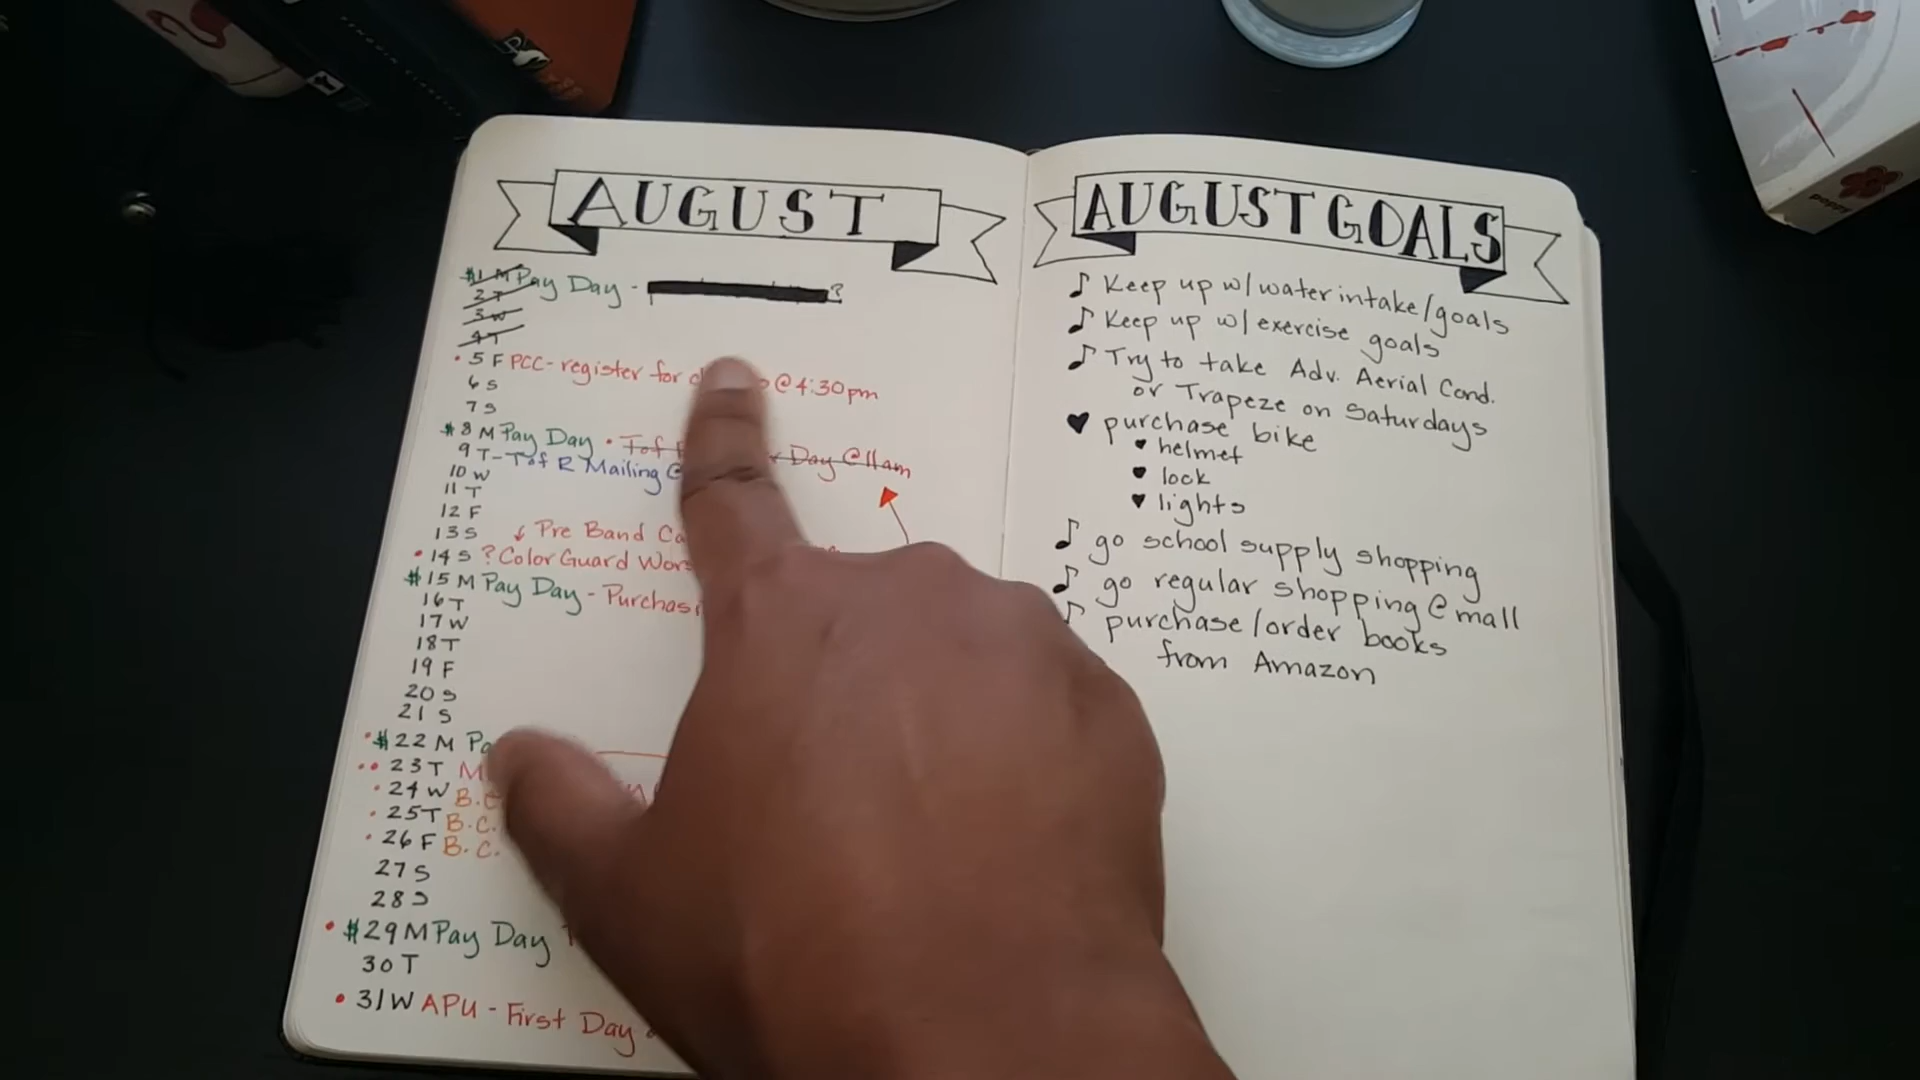 AUGUST
$1 M Pay Day - ?
2 T
3 W
4 T
• 5 F PCC- register for @ 4:30pm
6 S
7 S
$8 M Pay Day • Tof Day @ 11am
9 T - Tof R Mailing @
10 W
11 T
12 F
13 S ↓ Pre Band
• 14 S ? Color Guard
$15 M Pay Day -
16 T
17 W
18 T
19 F
20 S
21 S
• $22 M
•• 23 T
• 24 W
• 25 T B.C.
• 26 F B.C.
27 S
28 S
• $29 M Pay Day
30 T
• 31 W APU - First Day
AUGUST GOALS
♪ Keep up w/ water intake/goals
♪ Keep up w/ exercise goals
♪ Try to take Adv. Aerial Cond.
or Trapeze on Saturdays
♥ purchase bike
♥ helmet
♥ lock
♥ lights
♪ go school supply shopping
♪ go regular shopping @ mall
♪ purchase/order books
from Amazon
poppy